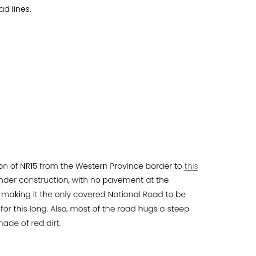 ad lines.
on of NR15 from the Western Province border to this
nder construction, with no pavement at the
making it the only covered National Road to be
for this long. Also, most of the road hugs a steep
nade of red dirt.